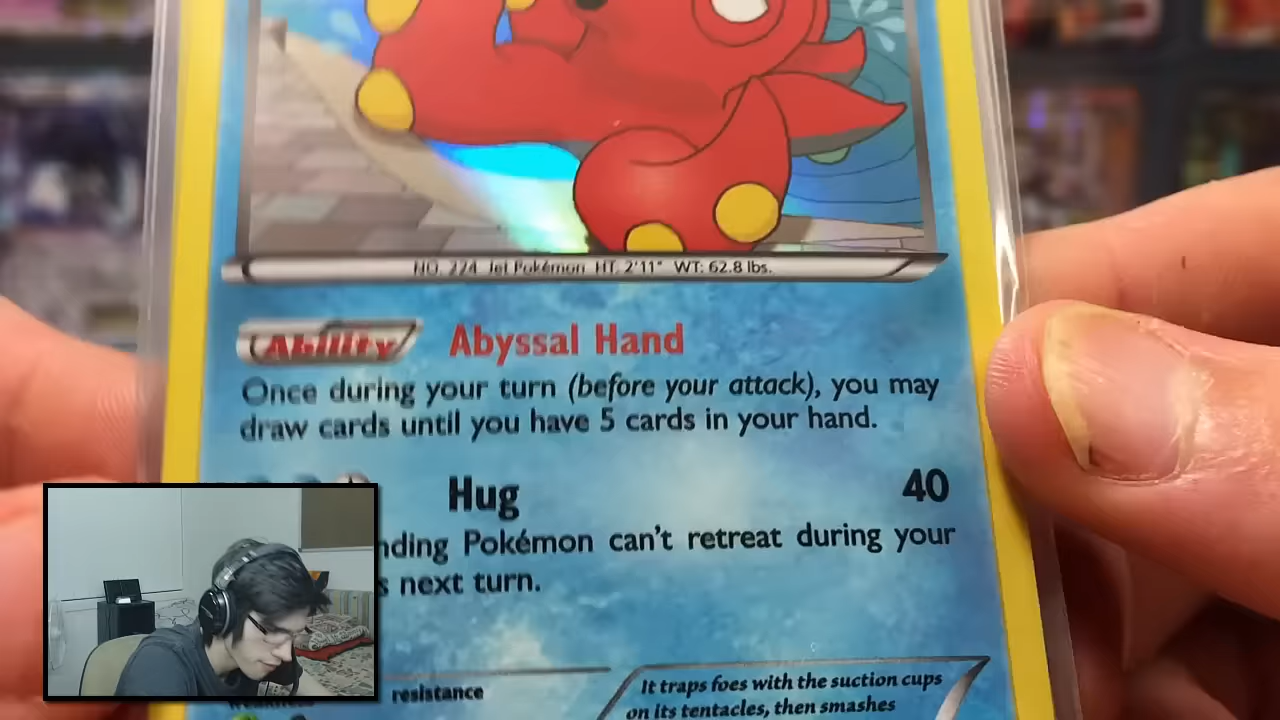 NO. 224 Jet Pokémon HT: 2'11" WT: 62.8 lbs.
Ability Abyssal Hand
Once during your turn (before your attack), you may
draw cards until you have 5 cards in your hand.
Hug 40
nding Pokémon can't retreat during your
s next turn.
weakness resistance
It traps foes with the suction cups
on its tentacles, then smashes